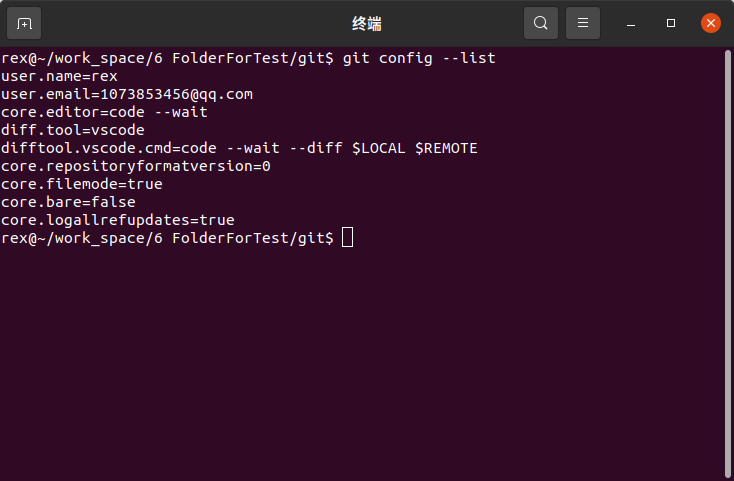 终端
rex@~/work_space/6 FolderForTest/git$ git config --list
user.name=rex
user.email=1073853456@qq.com
core.editor=code --wait
diff.tool=vscode
difftool.vscode.cmd=code --wait --diff $LOCAL $REMOTE
core.repositoryformatversion=0
core.filemode=true
core.bare=false
core.logallrefupdates=true
rex@~/work_space/6 FolderForTest/git$